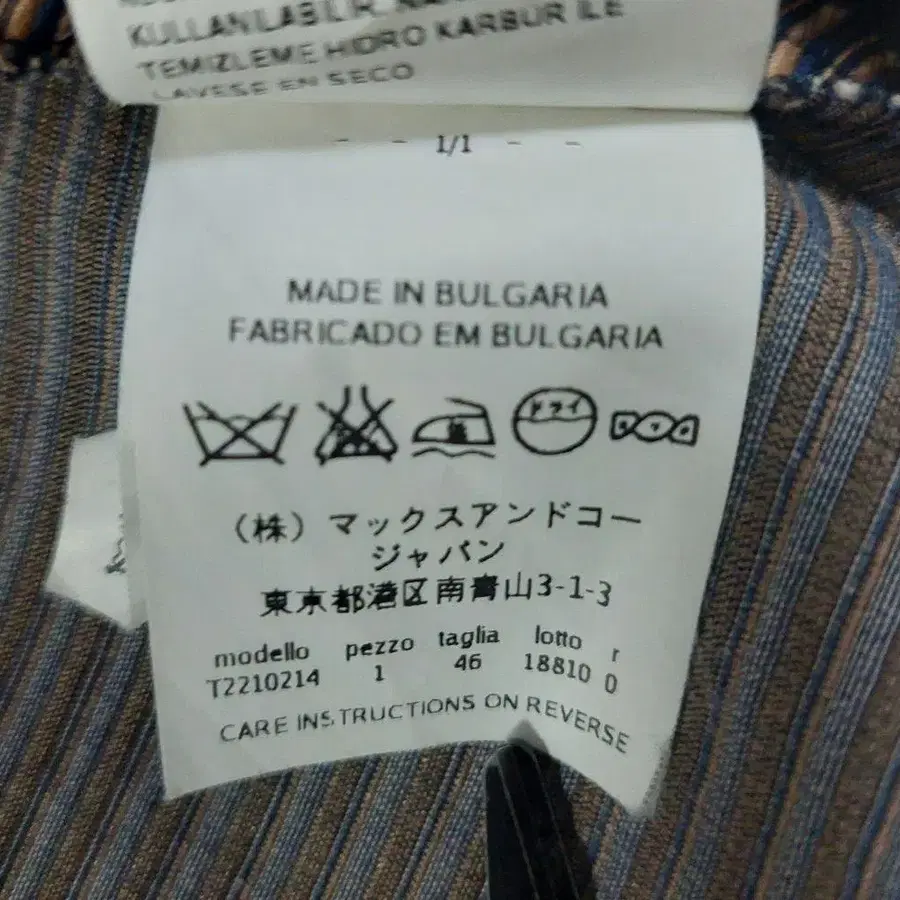 KULLANILABILIR,
TEMIZLEME HIDRO KARBUR ILE
LAVESE EN SECO
- - 1/1 - -
MADE IN BULGARIA
FABRICADO EM BULGARIA
ドライ
(株)マックスアンドコー
ジャパン
東京都港区南青山3-1-3
modello pezzo taglia lotto r
T2210214 1 46 18810 0
CARE INSTRUCTIONS ON REVERSE